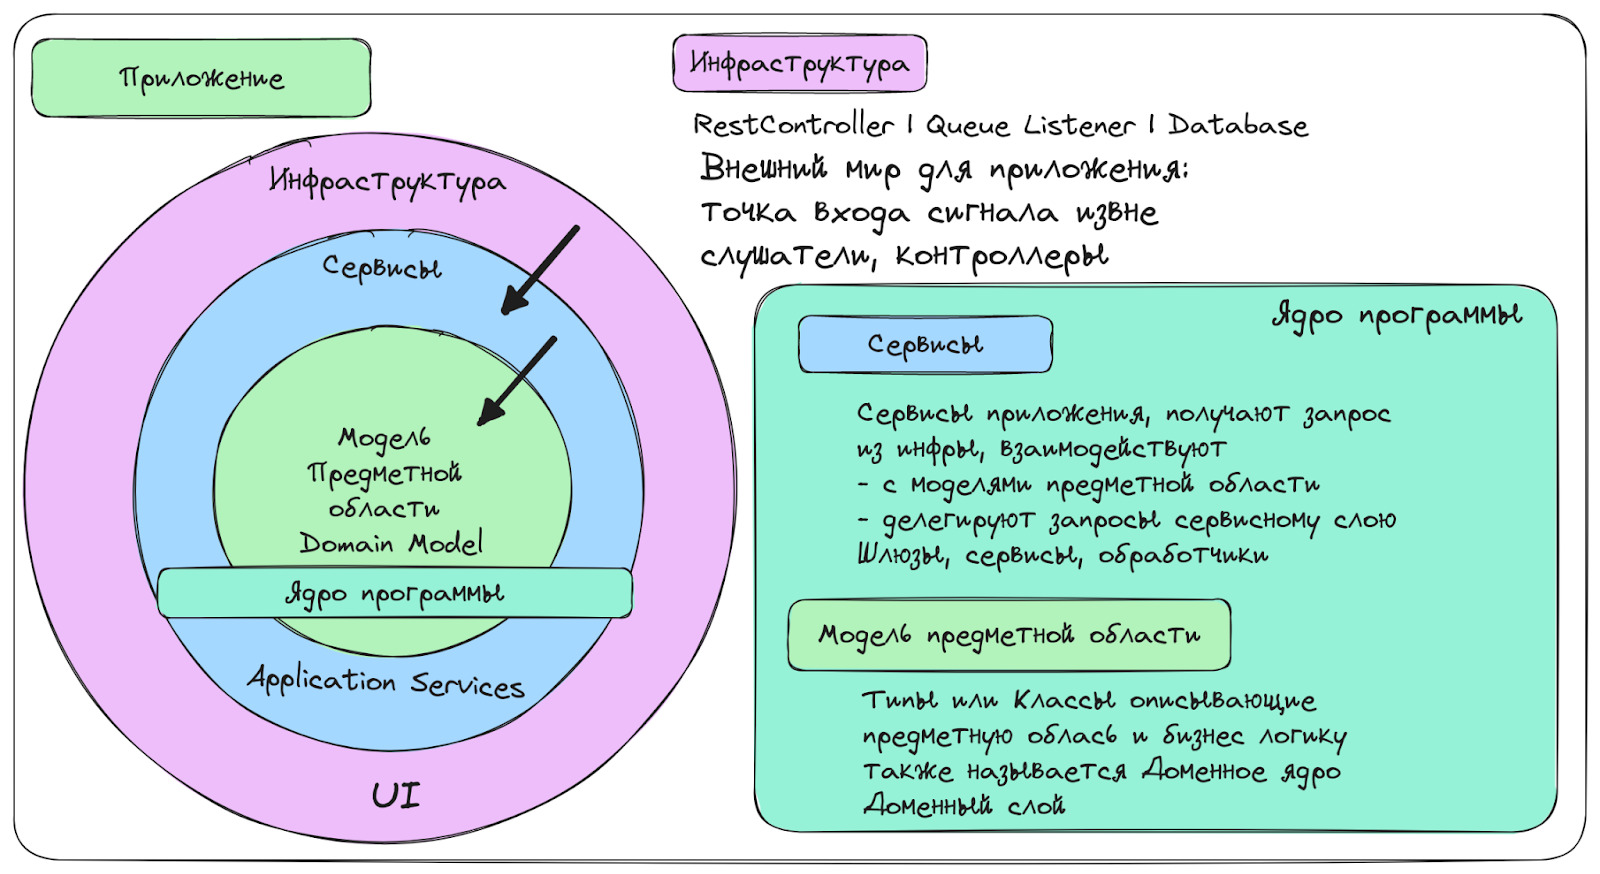 Приложение
Инфраструктура
Сервисы
Модель
Предметной
области
Domain Model
Ядро программы
Application Services
UI
Инфраструктура
RestController | Queue Listener | Database
Внешний мир для приложения:
точка входа сигнала извне
слушатели, контроллеры
Ядро программы
Сервисы
Сервисы приложения, получают запрос
из инфры, взаимодействуют
- с моделями предметной области
- делегируют запросы сервисному слою
Шлюзы, сервисы, обработчики
Модель предметной области
Типы или Классы описывающие
предметную облась и бизнес логику
также называется Доменное ядро
Доменный слой